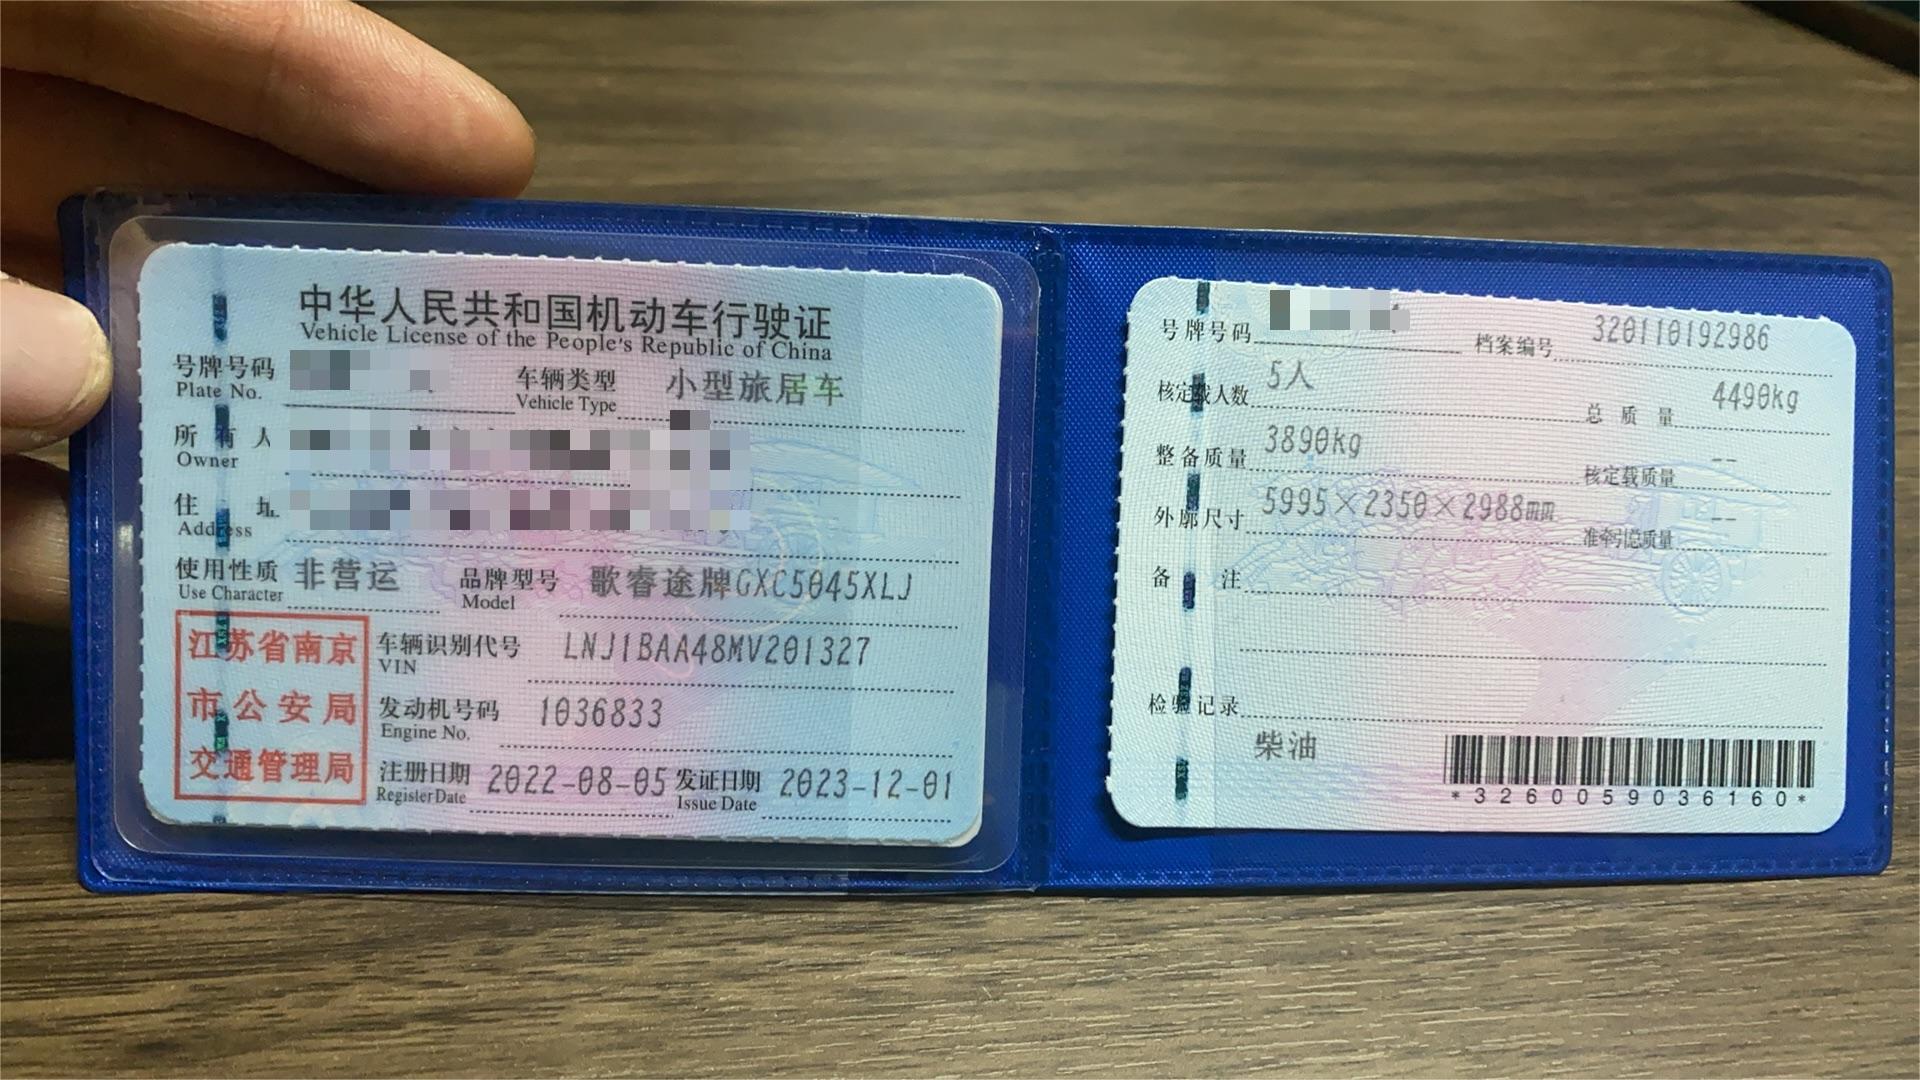 中华人民共和国机动车行驶证
Vehicle License of the People's Republic of China
号牌号码
Plate No.
车辆类型 小型旅居车
Vehicle Type
所有人
Owner
住址
Address
使用性质 非营运 品牌型号 歌睿途牌GXC5045XLJ
Use Character Model
江苏省南京
市公安局
交通管理局
车辆识别代号 LNJ1BAA48MV201327
VIN
发动机号码 1036833
Engine No.
注册日期 2022-08-05 发证日期 2023-12-01
Register Date Issue Date
号牌号码 档案编号 320110192986
核定载人数 5人 总质量 4490kg
整备质量 3890kg 核定载质量 --
外廓尺寸 5995×2350×2988mm 准牵引总质量 --
备注
检验记录
柴油
*3260059036160*